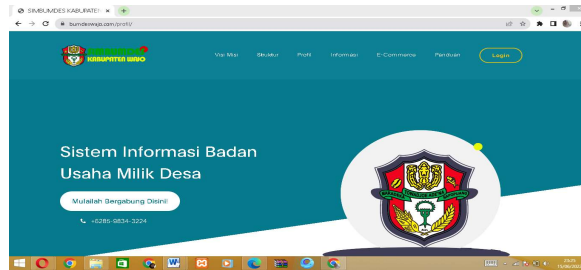 SIMBUMDES KABUPATEN
bumdeswajo.com/profil/
KABUPATEN WAJO
Visi Misi
Struktur
Profil
Informasi
E-Commerce
Panduan
Login
Sistem Informasi Badan
Usaha Milik Desa
Mulailah Bergabung Disini!
+6285-9834-3224